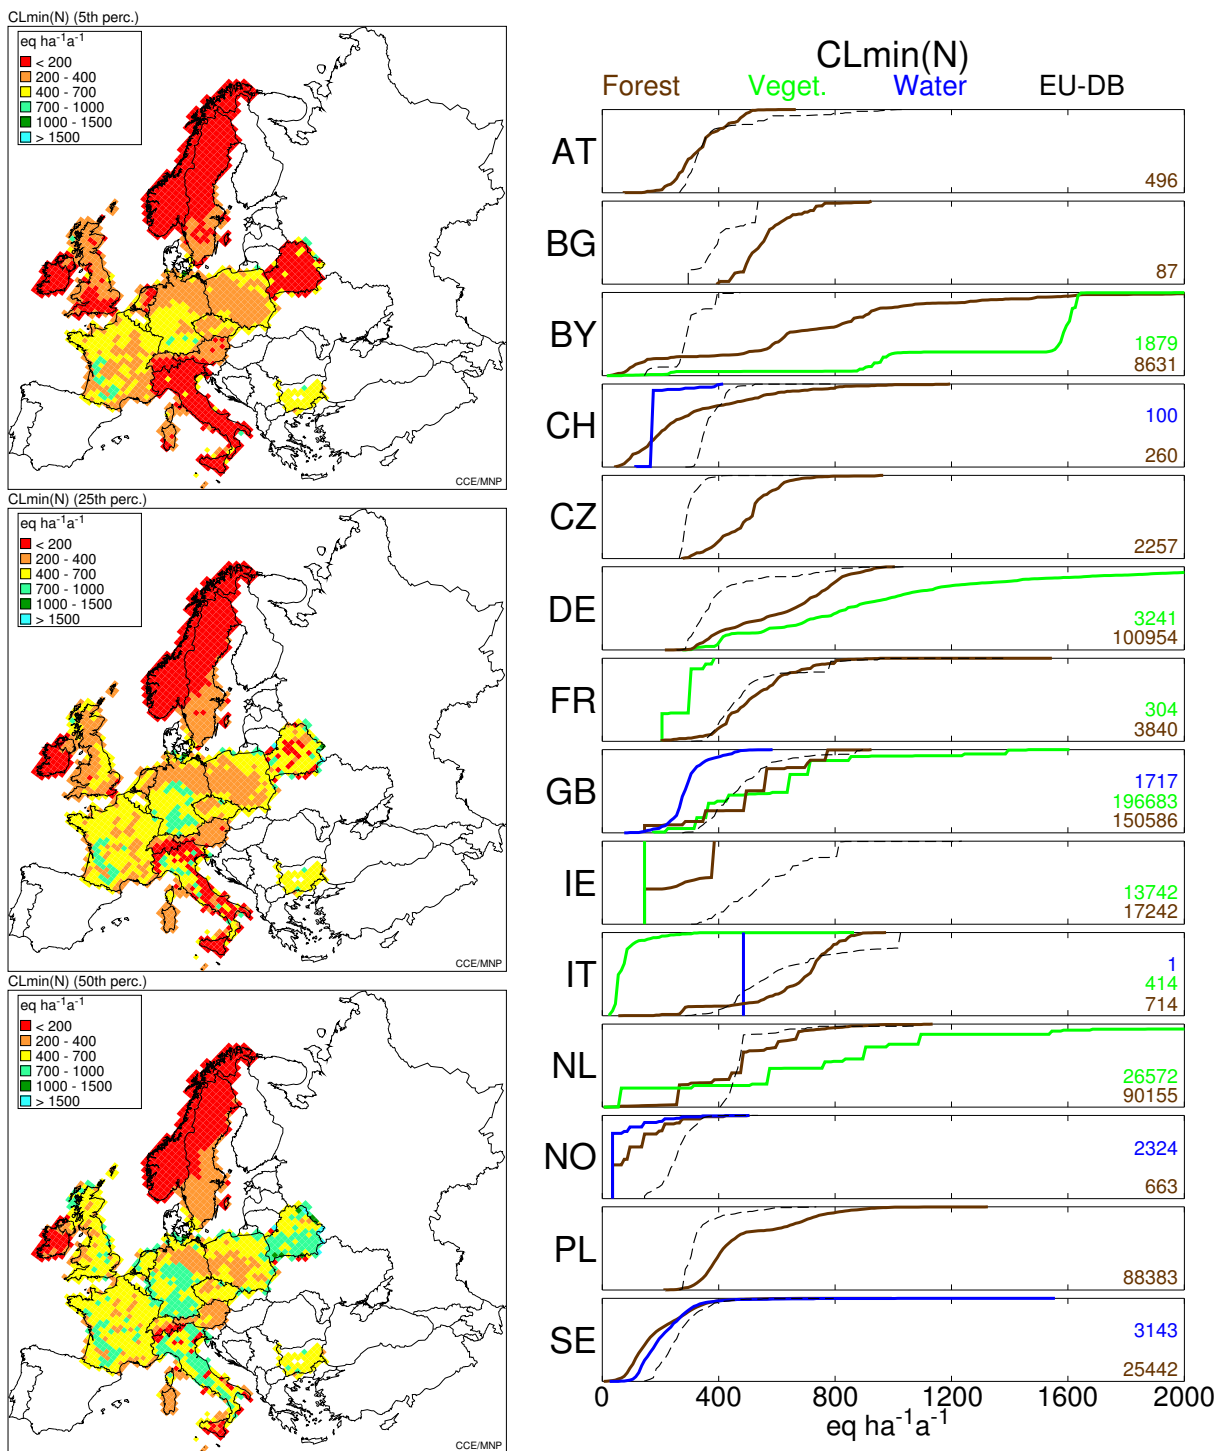 CLmin(N) (5th perc.)
eq ha⁻¹a⁻¹
< 200
200 - 400
400 - 700
700 - 1000
1000 - 1500
> 1500
CCE/MNP
CLmin(N) (25th perc.)
eq ha⁻¹a⁻¹
< 200
200 - 400
400 - 700
700 - 1000
1000 - 1500
> 1500
CCE/MNP
CLmin(N) (50th perc.)
eq ha⁻¹a⁻¹
< 200
200 - 400
400 - 700
700 - 1000
1000 - 1500
> 1500
CCE/MNP
CLmin(N)
Forest Veget. Water EU-DB
AT
496
BG
87
BY
1879
8631
CH
100
260
CZ
2257
DE
3241
100954
FR
304
3840
GB
1717
196683
150586
IE
13742
17242
IT
1
414
714
NL
26572
90155
NO
2324
663
PL
88383
SE
3143
25442
0 400 800 1200 1600 2000
eq ha⁻¹a⁻¹